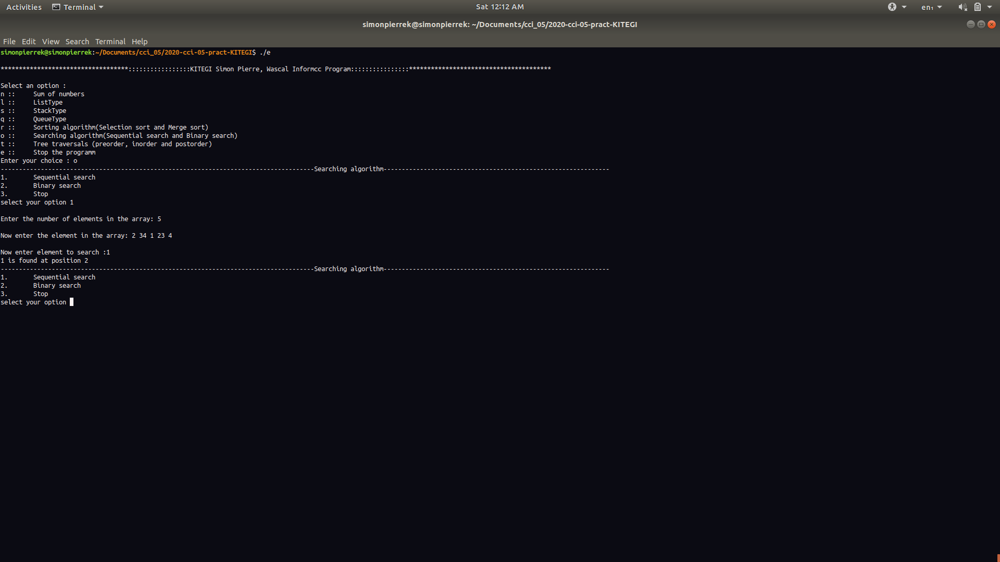 Activities Terminal Sat 12:12 AM en₁
simonpierrek@simonpierrek: ~/Documents/cci_05/2020-cci-05-pract-KITEGI
File Edit View Search Terminal Help
simonpierrek@simonpierrek:~/Documents/cci_05/2020-cci-05-pract-KITEGI$ ./e
***********************************:::::::::::::::::KITEGI Simon Pierre, Wascal Informcc Program::::::::::::::::***************************************
Select an option :
n :: Sum of numbers
l :: ListType
s :: StackType
q :: QueueType
r :: Sorting algorithm(Selection sort and Merge sort)
o :: Searching algorithm(Sequential search and Binary search)
t :: Tree traversals (preorder, inorder and postorder)
e :: Stop the programm
Enter your choice : o
--------------------------------------------------------------------------------------Searching algorithm--------------------------------------------------------------
1. Sequential search
2. Binary search
3. Stop
select your option 1
Enter the number of elements in the array: 5
Now enter the element in the array: 2 34 1 23 4
Now enter element to search :1
1 is found at position 2
--------------------------------------------------------------------------------------Searching algorithm--------------------------------------------------------------
1. Sequential search
2. Binary search
3. Stop
select your option